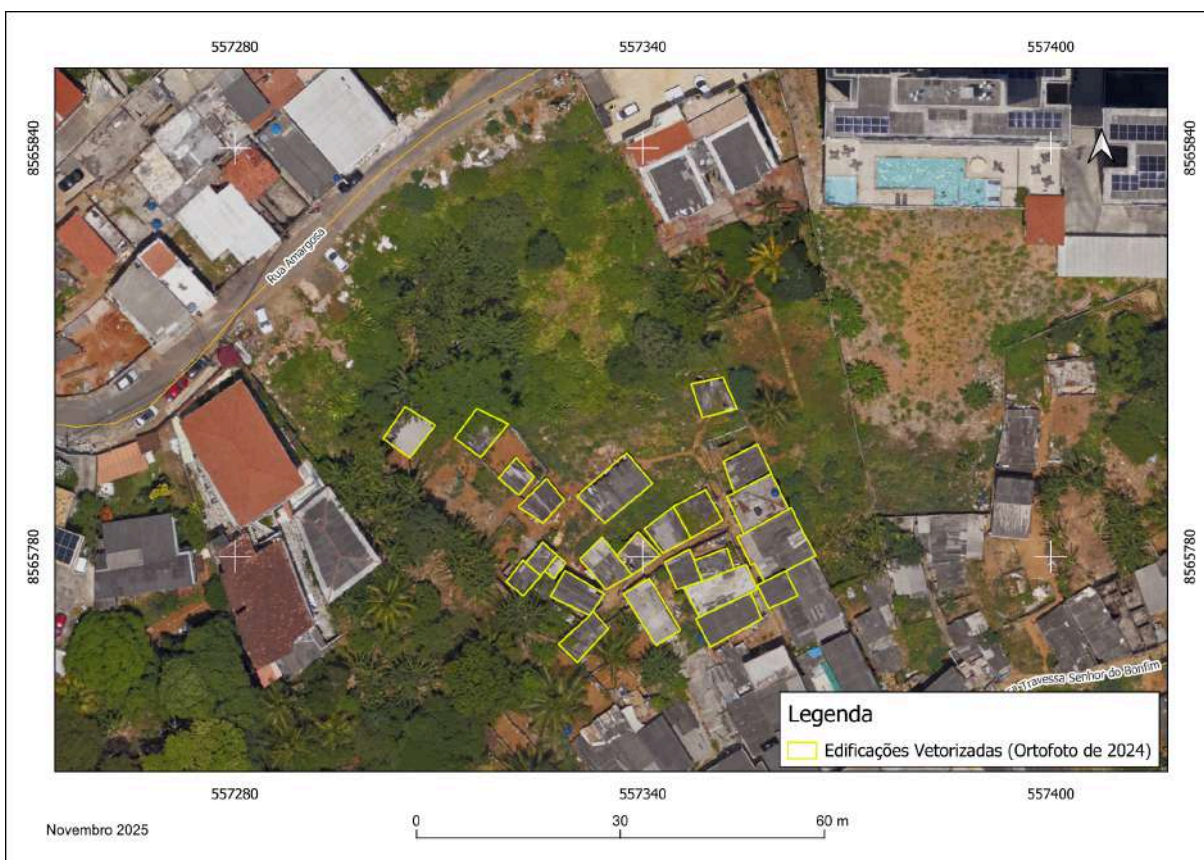 557280 557340 557400
8565840 8565840
Rua Amargosa
8565780 8565780
Travessa Senhor do Bonfim
Legenda
Edificações Vetorizadas (Ortofoto de 2024)
557280 557340 557400
Novembro 2025
0 30 60 m